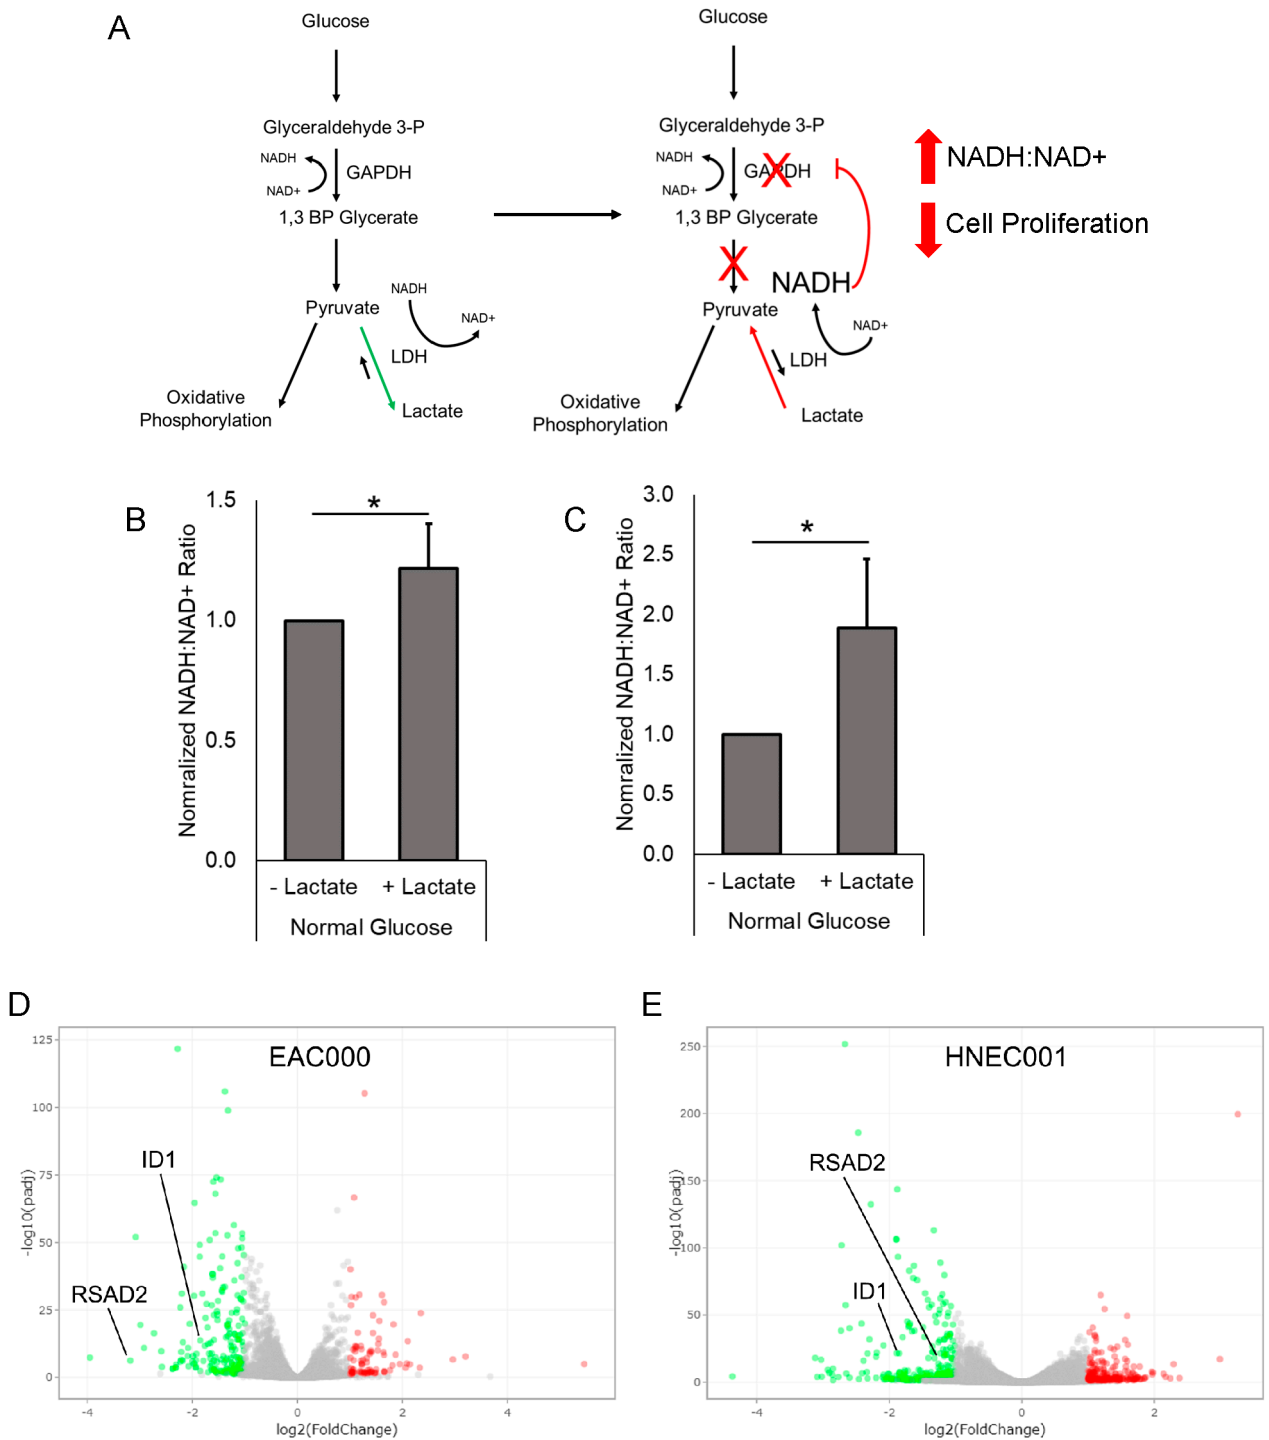 A
Glucose
Glyceraldehyde 3-P
NADH
GAPDH
NAD+
1,3 BP Glycerate
NADH
Pyruvate
NAD+
LDH
Oxidative
Phosphorylation
Lactate
Glucose
Glyceraldehyde 3-P
NADH
GAPDH
NAD+
1,3 BP Glycerate
X
X
NADH
Pyruvate
NAD+
LDH
Oxidative
Phosphorylation
Lactate
NADH:NAD+
Cell Proliferation
B
Nomralized NADH:NAD+ Ratio
1.5
1.0
0.5
0.0
*
- Lactate
+ Lactate
Normal Glucose
C
Nomralized NADH:NAD+ Ratio
3.0
2.5
2.0
1.5
1.0
0.5
0.0
*
- Lactate
+ Lactate
Normal Glucose
D
EAC000
-log10(padj)
125
100
75
50
25
0
ID1
RSAD2
-4
-2
0
2
4
log2(FoldChange)
E
HNEC001
-log10(padj)
250
200
150
100
50
0
RSAD2
ID1
-4
-2
0
2
log2(FoldChange)